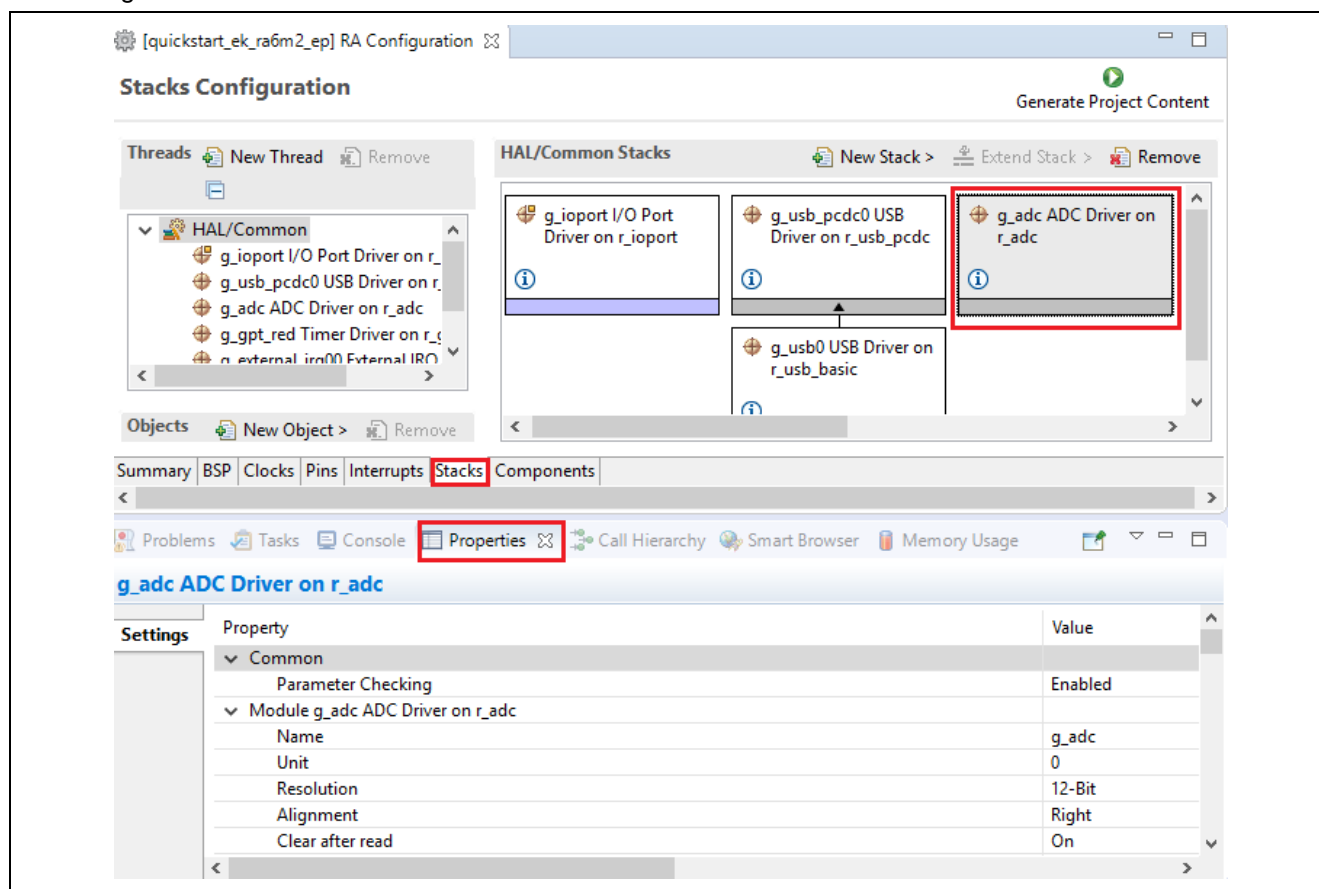 [quickstart_ek_ra6m2_ep] RA Configuration
Stacks Configuration
Generate Project Content
Threads New Thread Remove
HAL/Common Stacks New Stack > Extend Stack > Remove
HAL/Common
g_ioport I/O Port Driver on r_
g_usb_pcdc0 USB Driver on r_
g_adc ADC Driver on r_adc
g_gpt_red Timer Driver on r_g
g_external_irq00 External IRQ
g_ioport I/O Port
Driver on r_ioport
g_usb_pcdc0 USB
Driver on r_usb_pcdc
g_adc ADC Driver on
r_adc
g_usb0 USB Driver on
r_usb_basic
Objects New Object > Remove
Summary BSP Clocks Pins Interrupts Stacks Components
Problems Tasks Console Properties Call Hierarchy Smart Browser Memory Usage
g_adc ADC Driver on r_adc
Settings
Property Value
Common
Parameter Checking Enabled
Module g_adc ADC Driver on r_adc
Name g_adc
Unit 0
Resolution 12-Bit
Alignment Right
Clear after read On